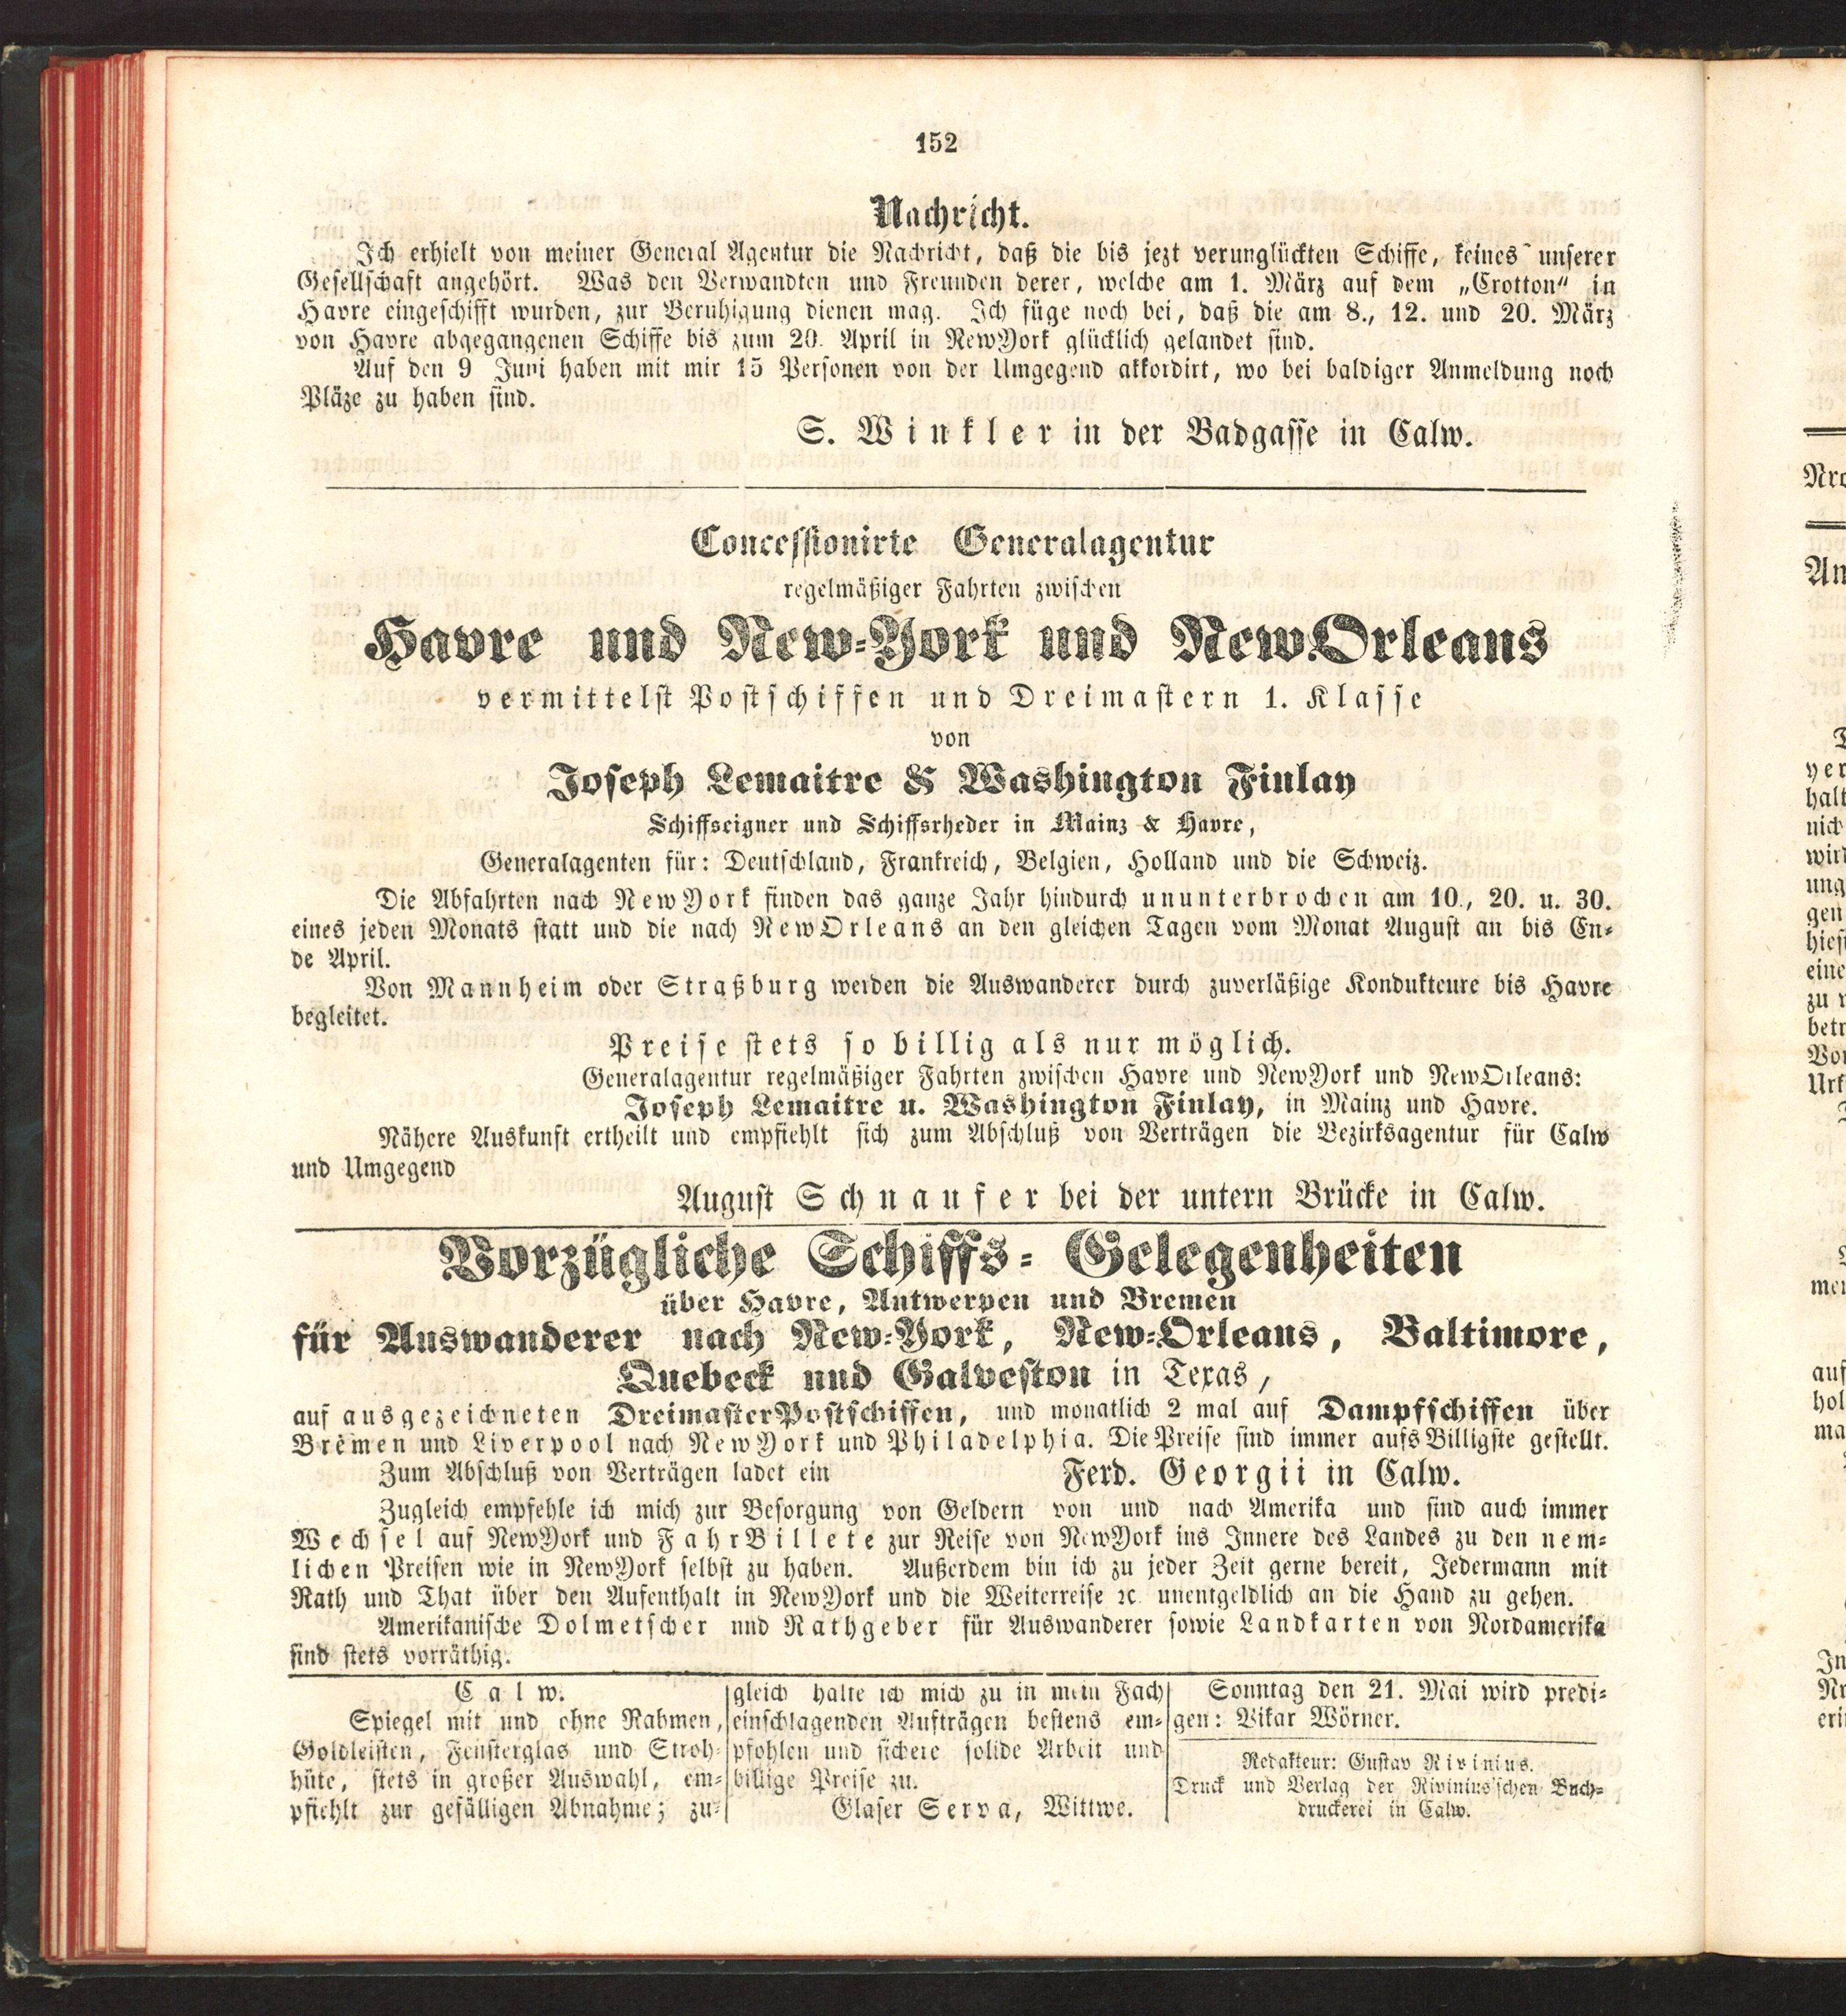 152
Nachricht.
Ich erhielt von meiner General Agentur die Nachricht, daß die bis jezt verunglückten Schiffe, keines unserer
Gesellschaft angehört. Was den Verwandten und Freunden derer, welche am 1. März auf dem „Crotton“ in
Havre eingeschifft wurden, zur Beruhigung dienen mag. Ich füge noch bei, daß die am 8., 12. und 20. März
von Havre abgegangenen Schiffe bis zum 20. April in NewYork glücklich gelandet sind.
Auf den 9 Juni haben mit mir 15 Personen von der Umgegend akkordirt, wo bei baldiger Anmeldung noch
Pläze zu haben sind.
S. Winkler in der Badgasse in Calw.
Concessionirte Generalagentur
regelmäßiger Fahrten zwischen
Havre und New-York und NewOrleans
vermittelst Postschiffen und Dreimastern 1. Klasse
von
Joseph Lemaitre & Washington Finlay
Schiffseigner und Schiffsrheder in Mainz & Havre,
Generalagenten für: Deutschland, Frankreich, Belgien, Holland und die Schweiz.
Die Abfahrten nach NewYork finden das ganze Jahr hindurch ununterbrochen am 10., 20. u. 30.
eines jeden Monats statt und die nach NewOrleans an den gleichen Tagen vom Monat August an bis En-
de April.
Von Mannheim oder Straßburg werden die Auswanderer durch zuverläßige Kondukteure bis Havre
begleitet.
Preise stets so billig als nur möglich.
Generalagentur regelmäßiger Fahrten zwischen Havre und NewYork und NewOrleans:
Joseph Lemaitre u. Washington Finlay, in Mainz und Havre.
Nähere Auskunft ertheilt und empfiehlt sich zum Abschluß von Verträgen die Bezirksagentur für Calw
und Umgegend
August Schnaufer bei der untern Brücke in Calw.
Vorzügliche Schiffs-Gelegenheiten
über Havre, Antwerpen und Bremen
für Auswanderer nach New-York, New-Orleans, Baltimore,
Quebeck und Galveston in Texas,
auf ausgezeichneten DreimasterPostschiffen, und monatlich 2 mal auf Dampfschiffen über
Bremen und Liverpool nach NewYork und Philadelphia. Die Preise sind immer aufs Billigste gestellt.
Zum Abschluß von Verträgen ladet ein Ferd. Georgii in Calw.
Zugleich empfehle ich mich zur Besorgung von Geldern von und nach Amerika und sind auch immer
Wechsel auf NewYork und FahrBillete zur Reise von NewYork ins Innere des Landes zu den nem-
lichen Preisen wie in NewYork selbst zu haben. Außerdem bin ich zu jeder Zeit gerne bereit, Jedermann mit
Rath und That über den Aufenthalt in NewYork und die Weiterreise ꝛc unentgeldlich an die Hand zu gehen.
Amerikanische Dolmetscher und Rathgeber für Auswanderer sowie Landkarten von Nordamerika
sind stets vorräthig.
Calw.
Spiegel mit und ohne Rahmen,
Goldleisten, Fensterglas und Stroh-
hüte, stets in großer Auswahl, em-
pfiehlt zur gefälligen Abnahme; zu-
gleich halte ich mich zu in mein Fach
einschlagenden Aufträgen bestens em-
pfohlen und sichere solide Arbeit und
billige Preise zu.
Glaser Serva, Wittwe.
Sonntag den 21. Mai wird predi-
gen: Vikar Wörner.
Redakteur: Gustav Rivinius.
Druck und Verlag der Rivinius'schen Buch-
druckerei in Calw.